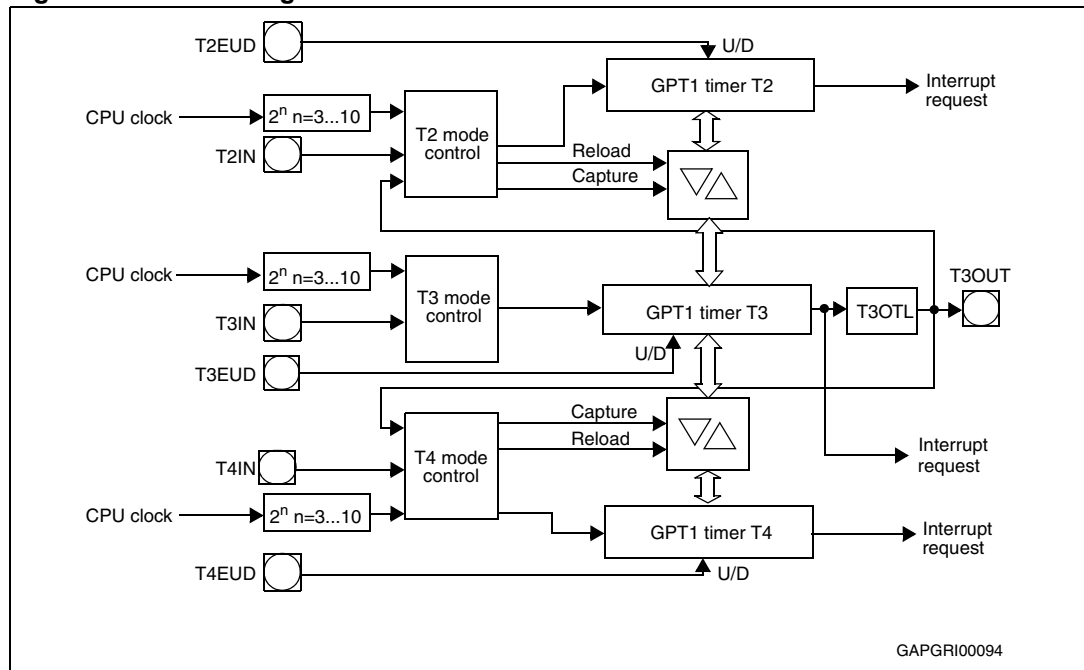 T2EUD
U/D
GPT1 timer T2
Interrupt
request
CPU clock
2ⁿ n=3...10
T2 mode
control
T2IN
Reload
Capture
CPU clock
2ⁿ n=3...10
T3 mode
control
T3IN
GPT1 timer T3
T3OTL
T3OUT
U/D
T3EUD
Capture
Reload
T4 mode
control
T4IN
Interrupt
request
CPU clock
2ⁿ n=3...10
GPT1 timer T4
Interrupt
request
T4EUD
U/D
GAPGRI00094